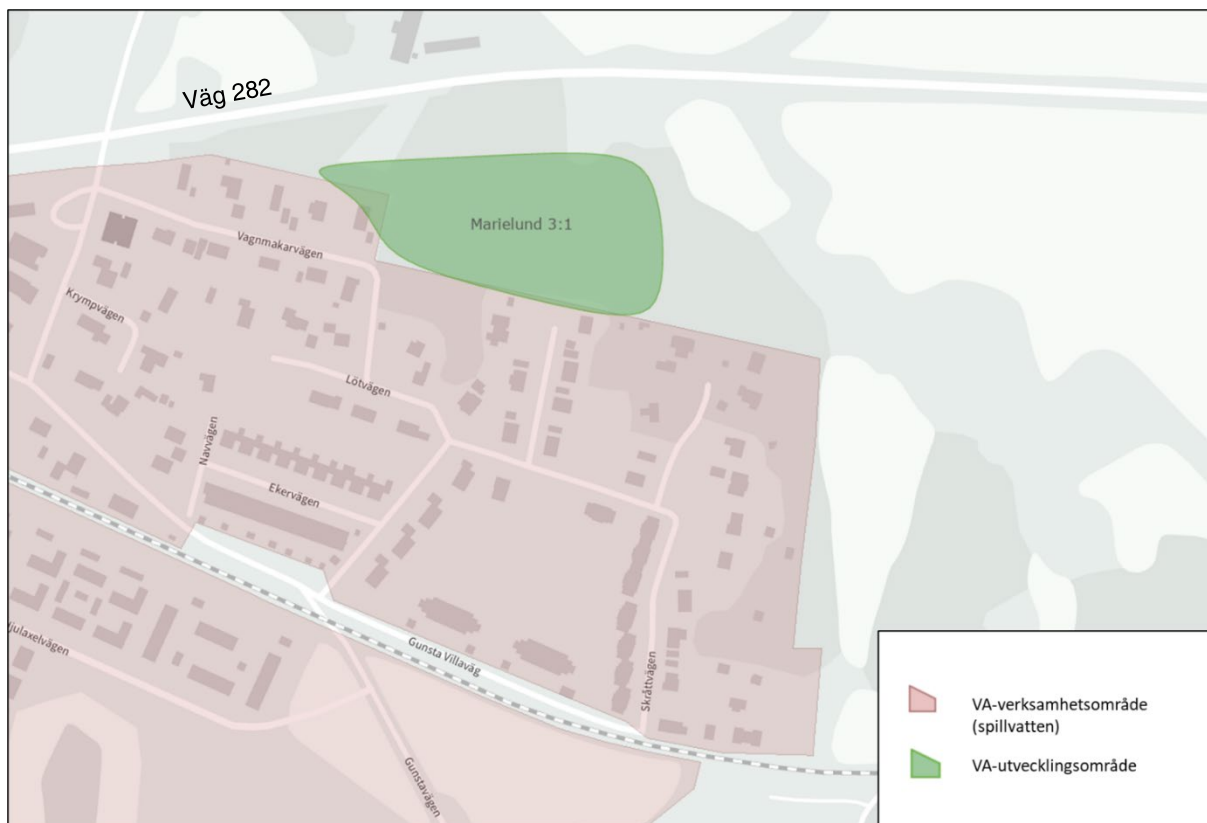 Väg 282
Marielund 3:1
Vagnmakarvägen
Krympvägen
Lötvägen
Navvägen
Ekervägen
Gunsta Villaväg
Skråttvägen
Gunstavägen
VA-verksamhetsområde
(spillvatten)
VA-utvecklingsområde